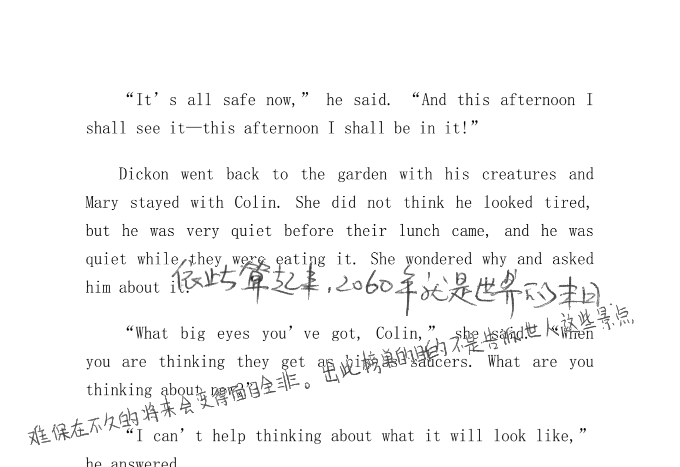 “It’s all safe now,” he said. “And this afternoon I
shall see it—this afternoon I shall be in it!”
Dickon went back to the garden with his creatures and
Mary stayed with Colin. She did not think he looked tired,
but he was very quiet before their lunch came, and he was
quiet while they were eating it. She wondered why and asked
him about it.
依此算起来，2060年就是世界的末日
“What big eyes you’ve got, Colin,” she said. “When
you are thinking they get as big as saucers. What are you
thinking about now?”
难保在不久的将来会变得面目全非。出此榜单的目的不是告诉世人这些景点
“I can’t help thinking about what it will look like,”
he answered.